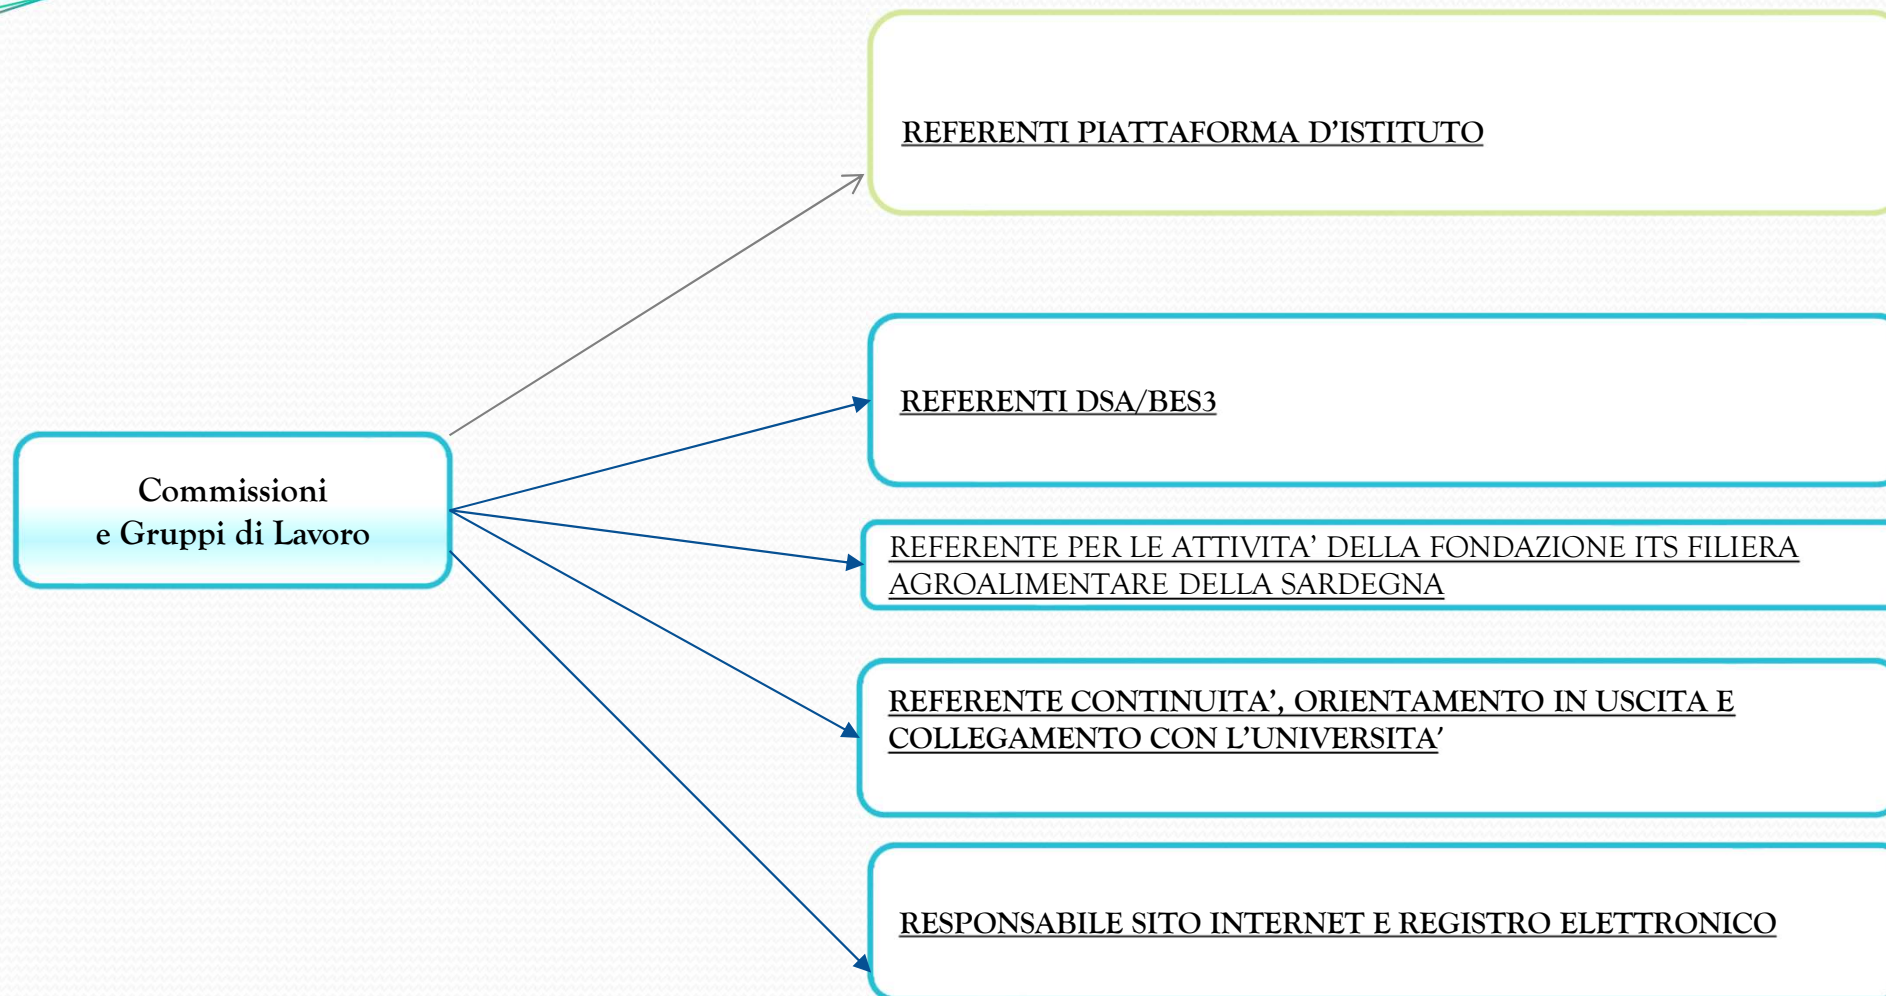 REFERENTI PIATTAFORMA D’ISTITUTO
REFERENTI DSA/BES3
Commissioni
e Gruppi di Lavoro
REFERENTE PER LE ATTIVITA’ DELLA FONDAZIONE ITS FILIERA
AGROALIMENTARE DELLA SARDEGNA
REFERENTE CONTINUITA’, ORIENTAMENTO IN USCITA E
COLLEGAMENTO CON L’UNIVERSITA’
RESPONSABILE SITO INTERNET E REGISTRO ELETTRONICO